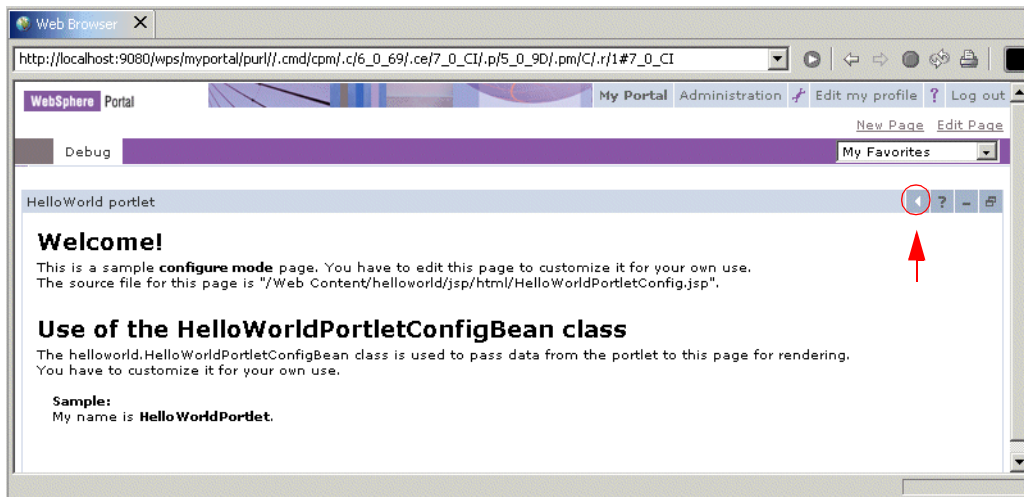 Web Browser
http://localhost:9080/wps/myportal/purl//.cmd/cpm/.c/6_0_69/.ce/7_0_CI/.p/5_0_9D/.pm/C/.r/1#7_0_CI
WebSphere Portal My Portal Administration Edit my profile ? Log out
New Page Edit Page
Debug My Favorites
HelloWorld portlet ?
Welcome!
This is a sample configure mode page. You have to edit this page to customize it for your own use.
The source file for this page is "/Web Content/helloworld/jsp/html/HelloWorldPortletConfig.jsp".
Use of the HelloWorldPortletConfigBean class
The helloworld.HelloWorldPortletConfigBean class is used to pass data from the portlet to this page for rendering.
You have to customize it for your own use.
Sample:
My name is HelloWorldPortlet.